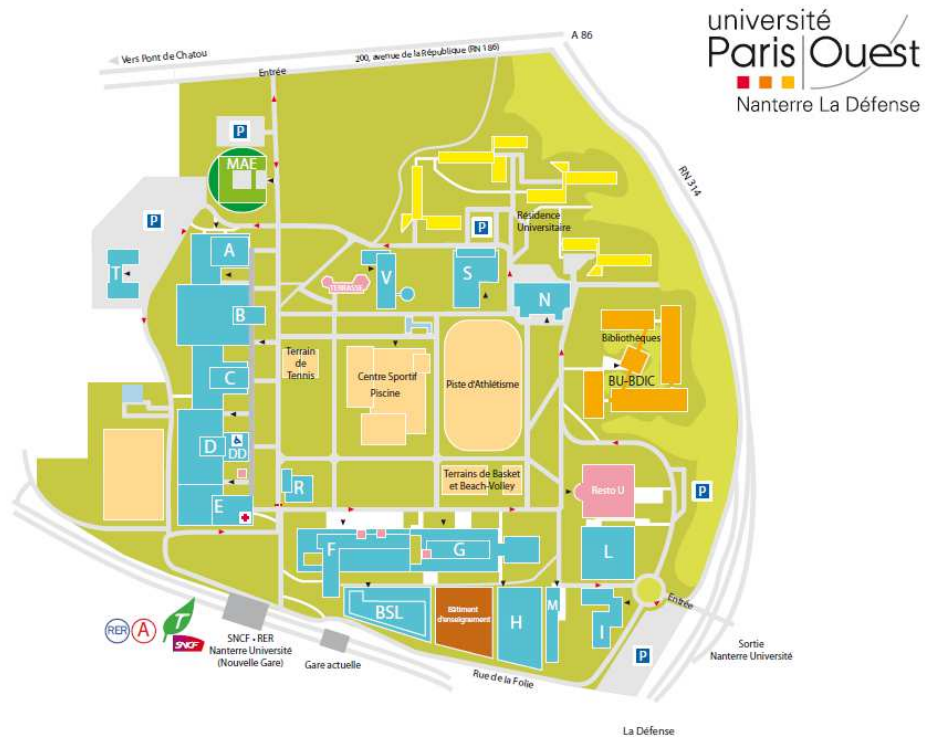 université
Paris Ouest
Nanterre La Défense
A 86
Vers Pont de Chatou
200, avenue de la République (RN 186)
Entrée
RN 314
P
MAE
P
P
Résidence
Universitaire
A
T
V
S
TERRASSE
N
B
Bibliothèques
BU-BDIC
Terrain
de
Tennis
Centre Sportif
Piscine
Piste d'Athlétisme
C
D
DD
Terrains de Basket
et Beach-Volley
R
Resto U
P
E
F
G
L
BSL
Bâtiment
d'enseignement
H
M
I
Entrée
RER
A
T
SNCF
SNCF • RER
Nanterre Université
(Nouvelle Gare)
Gare actuelle
Rue de la Folie
P
Sortie
Nanterre Université
La Défense